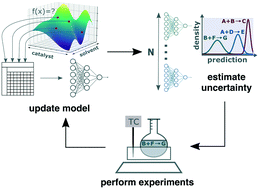 f(x)=?
catalyst
solvent
N
density
A+B→C
A+D→E
B+F→G
prediction
update model
estimate
uncertainty
TC
B+F→G
perform experiments